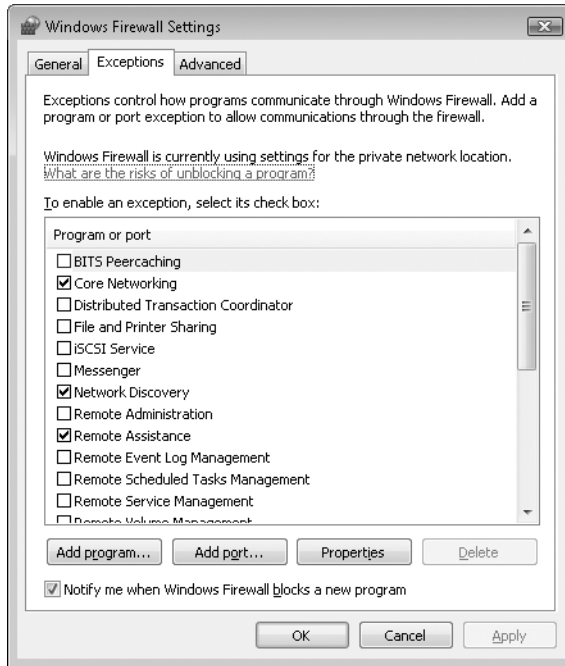 Windows Firewall Settings
General Exceptions Advanced
Exceptions control how programs communicate through Windows Firewall. Add a
program or port exception to allow communications through the firewall.
Windows Firewall is currently using settings for the private network location.
What are the risks of unblocking a program?
To enable an exception, select its check box:
Program or port
BITS Peercaching
Core Networking
Distributed Transaction Coordinator
File and Printer Sharing
iSCSI Service
Messenger
Network Discovery
Remote Administration
Remote Assistance
Remote Event Log Management
Remote Scheduled Tasks Management
Remote Service Management
Remote Volume Management
Add program... Add port... Properties Delete
Notify me when Windows Firewall blocks a new program
OK Cancel Apply